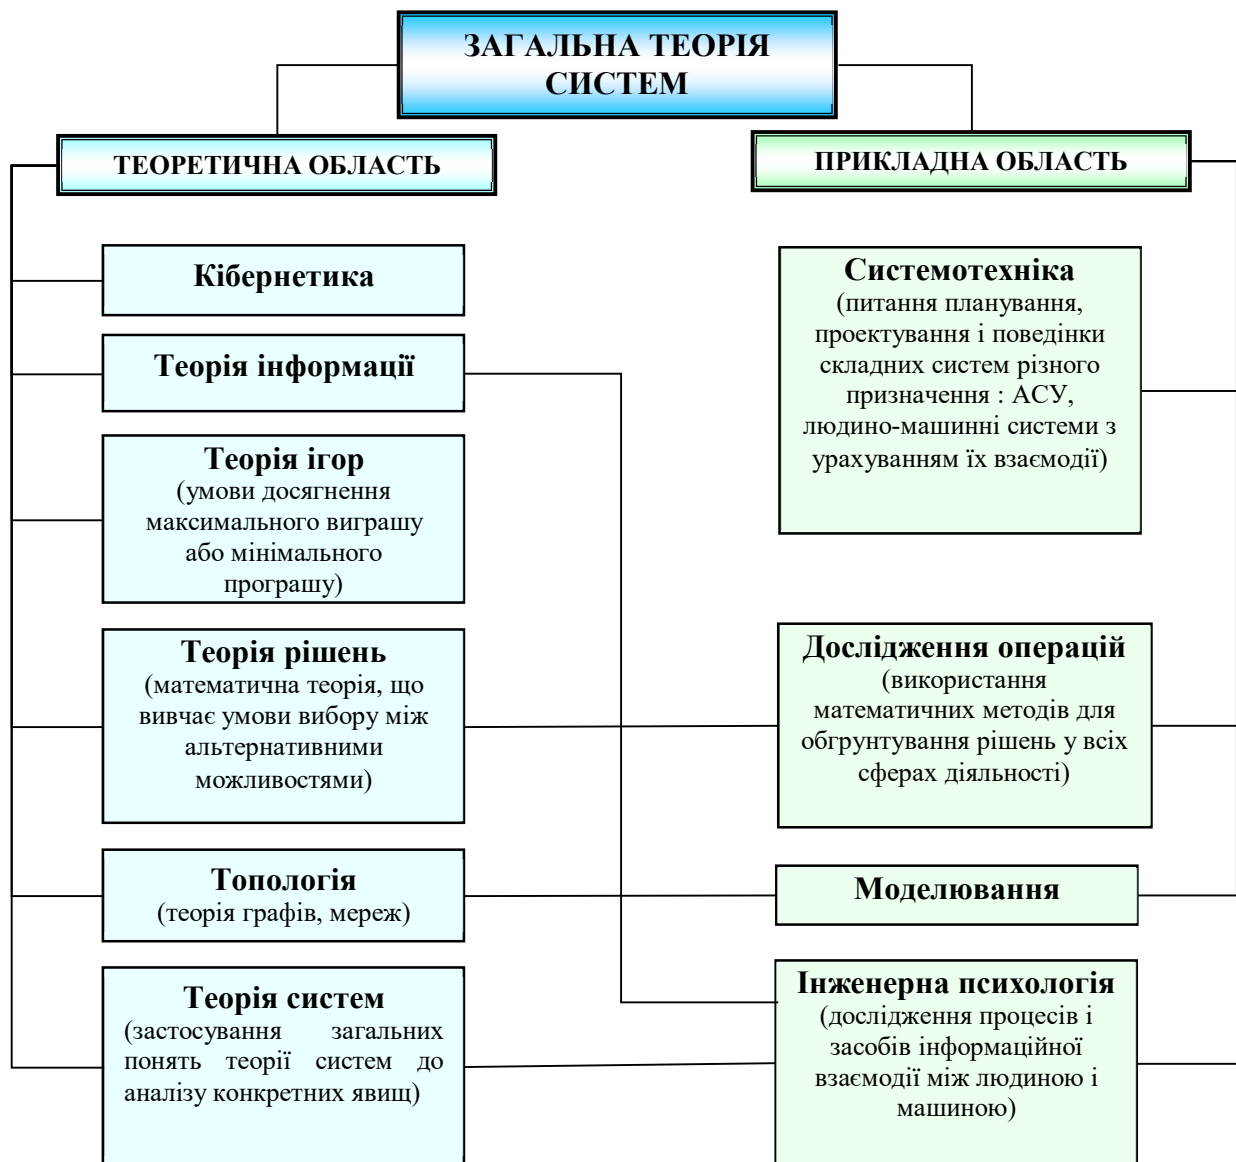 ЗАГАЛЬНА ТЕОРІЯ
СИСТЕМ
ТЕОРЕТИЧНА ОБЛАСТЬ
ПРИКЛАДНА ОБЛАСТЬ
Кібернетика
Теорія інформації
Теорія ігор
(умови досягнення
максимального виграшу
або мінімального
програшу)
Теорія рішень
(математична теорія, що
вивчає умови вибору між
альтернативними
можливостями)
Топологія
(теорія графів, мереж)
Теорія систем
(застосування загальних
понять теорії систем до
аналізу конкретних явищ)
Системотехніка
(питання планування,
проектування і поведінки
складних систем різного
призначення : АСУ,
людино-машинні системи з
урахуванням їх взаємодії)
Дослідження операцій
(використання
математичних методів для
обгрунтування рішень у всіх
сферах діяльності)
Моделювання
Інженерна психологія
(дослідження процесів і
засобів інформаційної
взаємодії між людиною і
машиною)